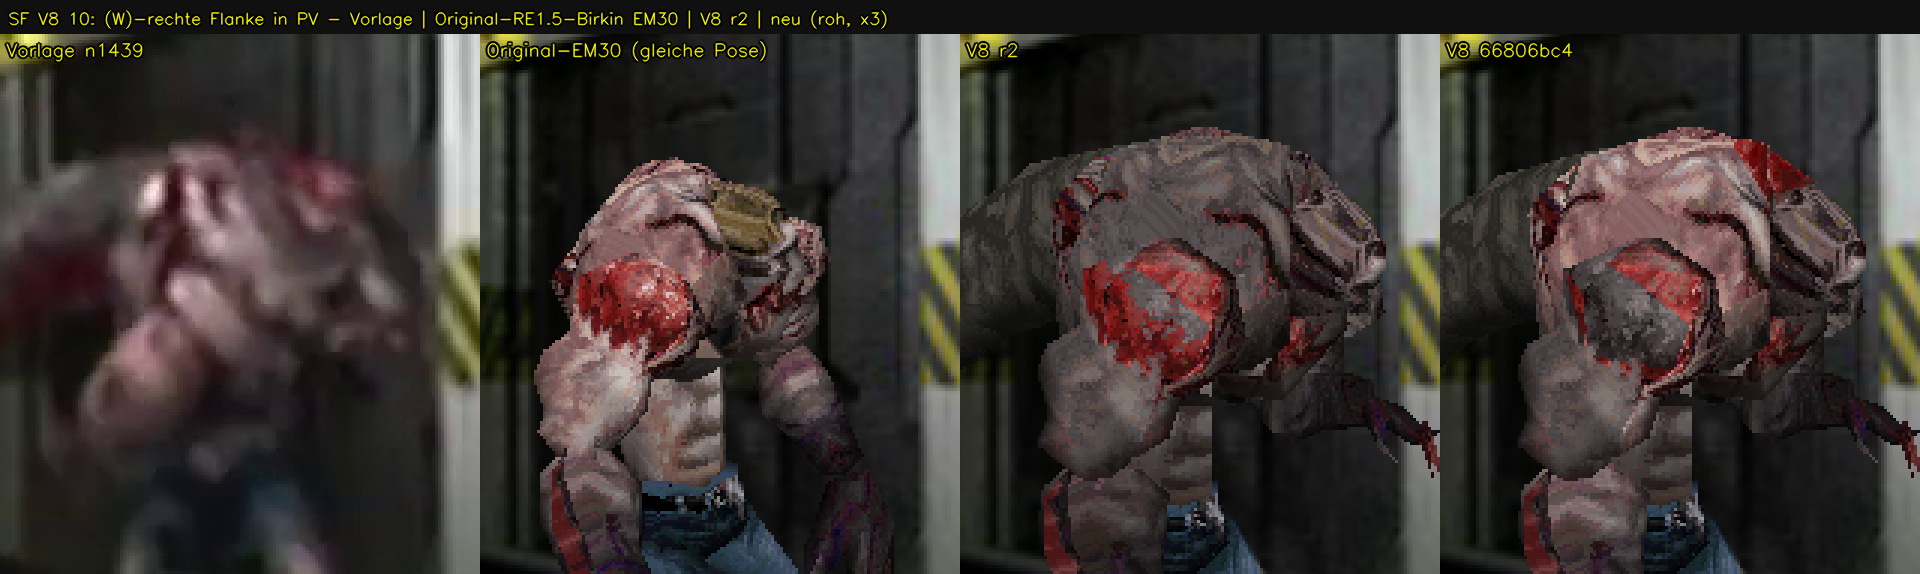 SF V8 10: (W)-rechte Flanke in PV - Vorlage | Original-RE1.5-Birkin EM30 | V8 r2 | neu (roh, x3)
Vorlage n1439
Original-EM30 (gleiche Pose)
V8 r2
V8 66806bc4